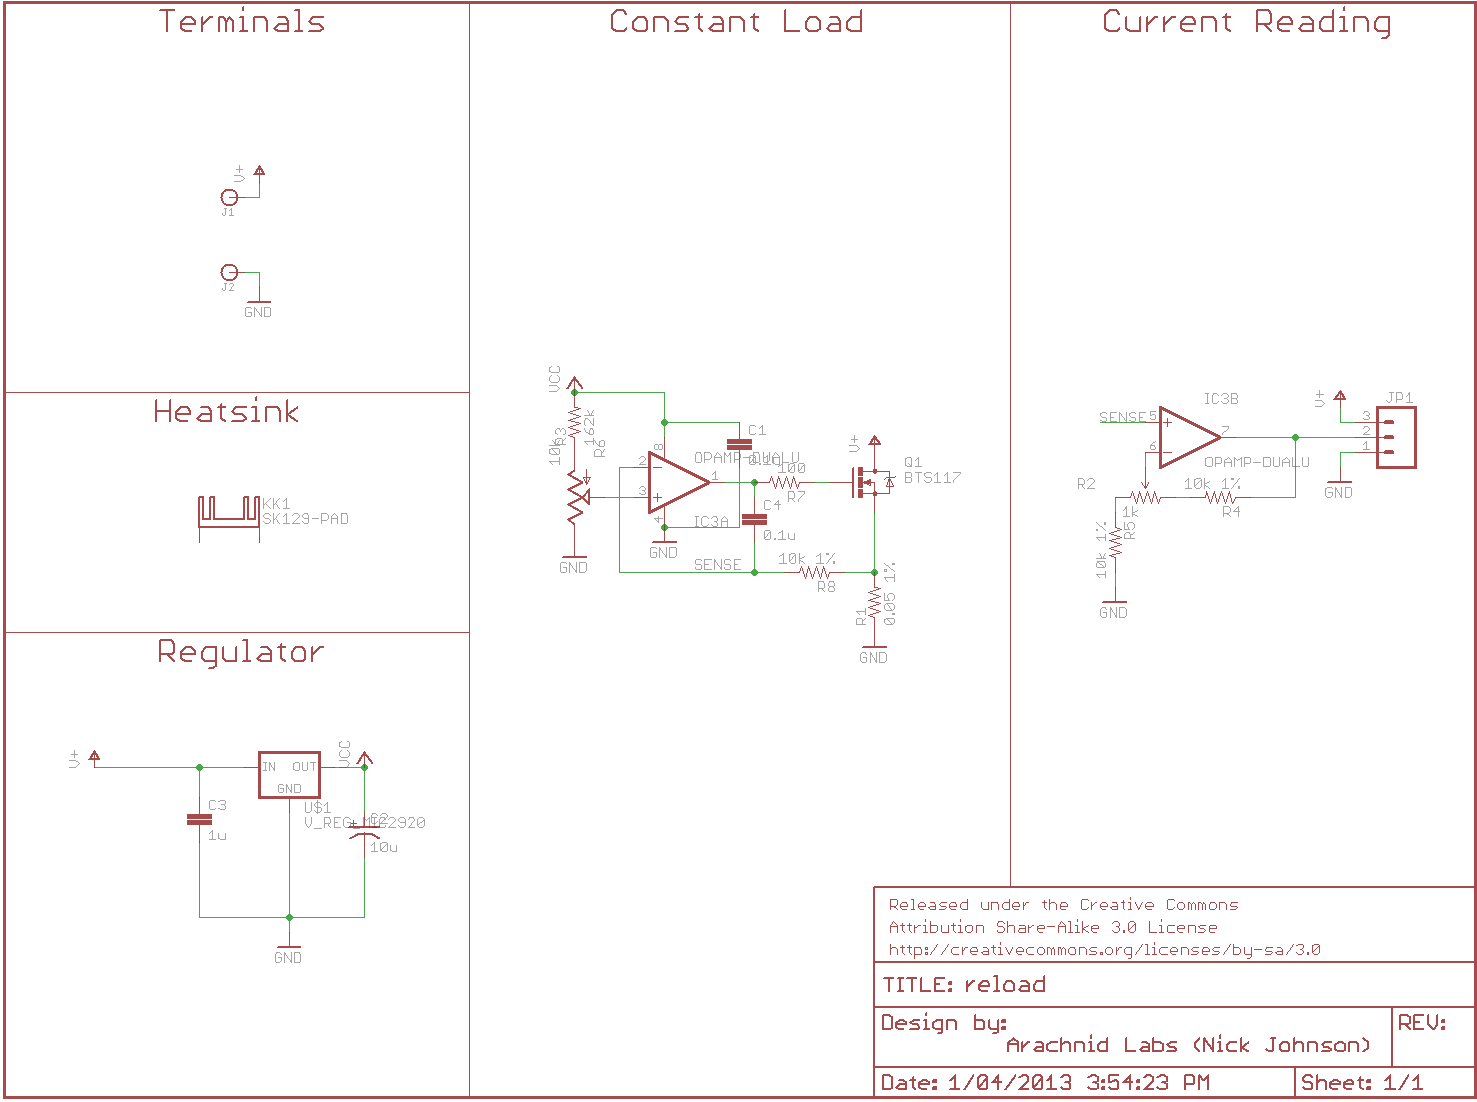 Terminals
V+
J1
J2
GND
Heatsink
KK1
SK129-PAD
Regulator
V+
IN OUT
GND
VCC
C3
1u
U$1
V_REG_MIC2920
C2
+
10u
GND
Constant Load
VCC
R3
162k
10k
R6
GND
8
2
3
4
1
OPAMP-DUALU
IC3A
GND
C1
0.1u
100
R7
C4
0.1u
SENSE
10k 1%
R8
V+
Q1
BTS117
R1
0.05 1%
GND
Current Reading
SENSE
5
6
7
IC3B
OPAMP-DUALU
R2
1k
10k 1%
R4
10k 1%
R5
GND
V+
JP1
3
2
1
GND
Released under the Creative Commons
Attribution Share-Alike 3.0 License
http://creativecommons.org/licenses/by-sa/3.0
TITLE: reload
Design by:
Arachnid Labs (Nick Johnson)
REV:
Date: 1/04/2013 3:54:23 PM
Sheet: 1/1